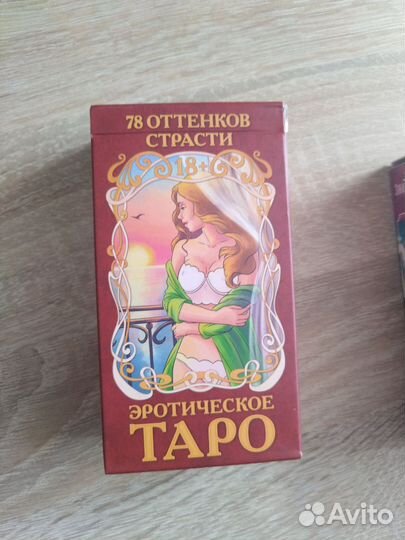 78 ОТТЕНКОВ
СТРАСТИ
18+
ЭРОТИЧЕСКОЕ
ТАРО
Avito